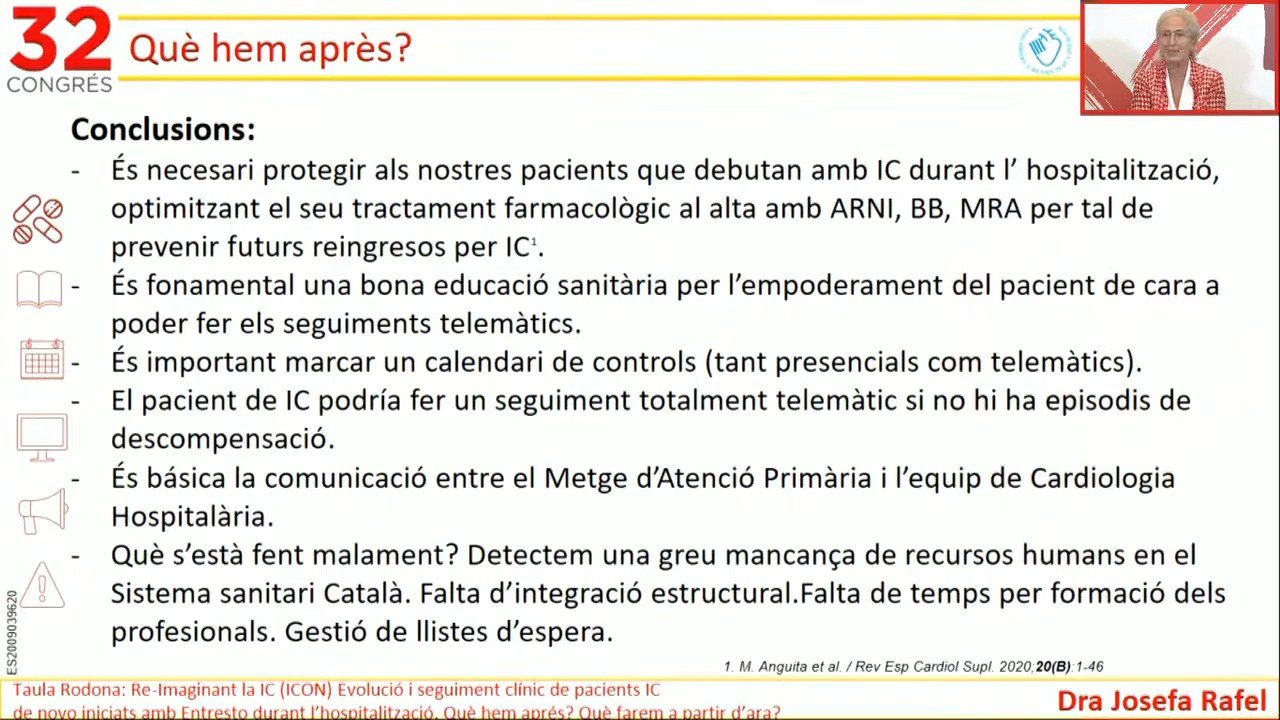 32
CONGRÉS
Què hem après?
Conclusions:
- És necesari protegir als nostres pacients que debutan amb IC durant l’ hospitalització,
optimitzant el seu tractament farmacològic al alta amb ARNI, BB, MRA per tal de
prevenir futurs reingresos per IC¹.
- És fonamental una bona educació sanitària per l’empoderament del pacient de cara a
poder fer els seguiments telemàtics.
- És important marcar un calendari de controls (tant presencials com telemàtics).
- El pacient de IC podría fer un seguiment totalment telemàtic si no hi ha episodis de
descompensació.
- És básica la comunicació entre el Metge d’Atenció Primària i l’equip de Cardiologia
Hospitalària.
- Què s’està fent malament? Detectem una greu mancança de recursos humans en el
Sistema sanitari Català. Falta d’integració estructural.Falta de temps per formació dels
profesionals. Gestió de llistes d’espera.
ES2009039620
1. M. Anguita et al. / Rev Esp Cardiol Supl. 2020;20(B):1-46
Taula Rodona: Re-Imaginant la IC (ICON) Evolució i seguiment clínic de pacients IC
de novo iniciats amb Entresto durant l’hospitalització. Què hem aprés? Què farem a partir d’ara?
Dra Josefa Rafel